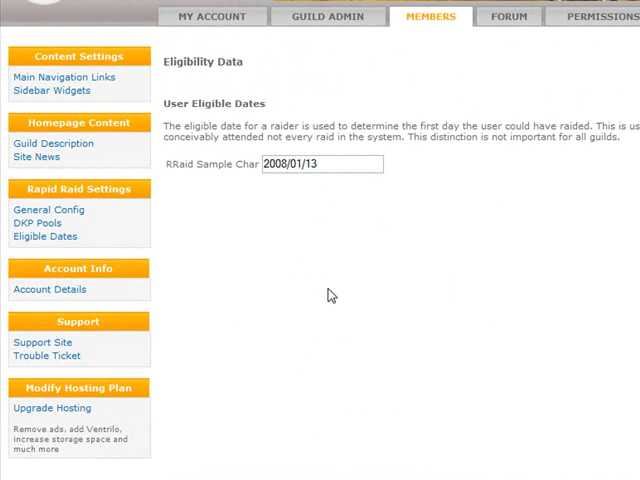 MY ACCOUNT
GUILD ADMIN
MEMBERS
FORUM
PERMISSIONS
Content Settings
Main Navigation Links
Sidebar Widgets
Homepage Content
Guild Description
Site News
Rapid Raid Settings
General Config
DKP Pools
Eligible Dates
Account Info
Account Details
Support
Support Site
Trouble Ticket
Modify Hosting Plan
Upgrade Hosting
Remove ads, add Ventrilo,
increase storage space and
much more
Eligibility Data
User Eligible Dates
The eligible date for a raider is used to determine the first day the user could have raided. This is us
conceivably attended not every raid in the system. This distinction is not important for all guilds.
RRaid Sample Char 2008/01/13